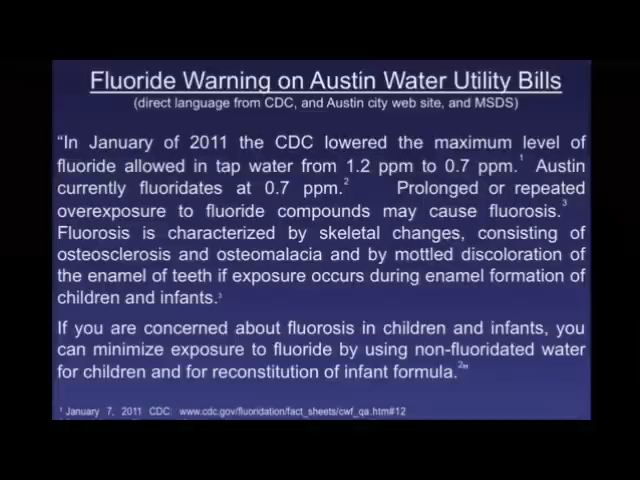 Fluoride Warning on Austin Water Utility Bills
(direct language from CDC, and Austin city web site, and MSDS)
“In January of 2011 the CDC lowered the maximum level of
fluoride allowed in tap water from 1.2 ppm to 0.7 ppm.¹ Austin
currently fluoridates at 0.7 ppm.² Prolonged or repeated
overexposure to fluoride compounds may cause fluorosis.³
Fluorosis is characterized by skeletal changes, consisting of
osteosclerosis and osteomalacia and by mottled discoloration of
the enamel of teeth if exposure occurs during enamel formation of
children and infants.³
If you are concerned about fluorosis in children and infants, you
can minimize exposure to fluoride by using non-fluoridated water
for children and for reconstitution of infant formula.²”
¹ January 7, 2011 CDC: www.cdc.gov/fluoridation/fact_sheets/cwf_qa.htm#12